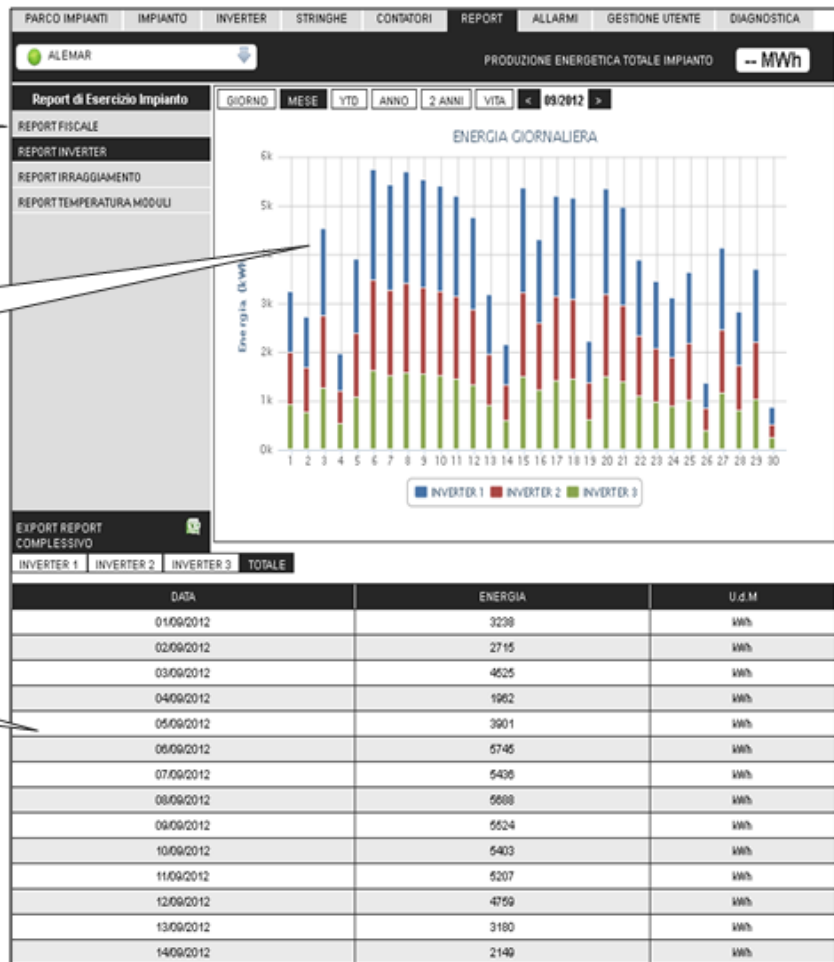 PARCO IMPIANTI IMPIANTO INVERTER STRINGHE CONTATORI REPORT ALLARMI GESTIONE UTENTE DIAGNOSTICA
ALEMAR PRODUZIONE ENERGETICA TOTALE IMPIANTO -- MWh
Report di Esercizio Impianto
REPORT FISCALE
REPORT INVERTER
REPORT IRRAGGIAMENTO
REPORT TEMPERATURA MODULI
GIORNO MESE YTD ANNO 2 ANNI VITA < 09/2012 >
ENERGIA GIORNALIERA
Energia (kWh
6k
5k
3k
2k
1k
0k
1 2 3 4 5 6 7 8 9 10 11 12 13 14 15 16 17 18 19 20 21 22 23 24 25 26 27 28 29 30
INVERTER 1 INVERTER 2 INVERTER 3
EXPORT REPORT
COMPLESSIVO
INVERTER 1 INVERTER 2 INVERTER 3 TOTALE
DATA ENERGIA U.d.M
01/09/2012 3238 kWh
02/09/2012 2715 kWh
03/09/2012 4525 kWh
04/09/2012 1962 kWh
05/09/2012 3901 kWh
06/09/2012 5745 kWh
07/09/2012 5436 kWh
08/09/2012 5688 kWh
09/09/2012 5524 kWh
10/09/2012 5403 kWh
11/09/2012 5207 kWh
12/09/2012 4759 kWh
13/09/2012 3180 kWh
14/09/2012 2149 kWh